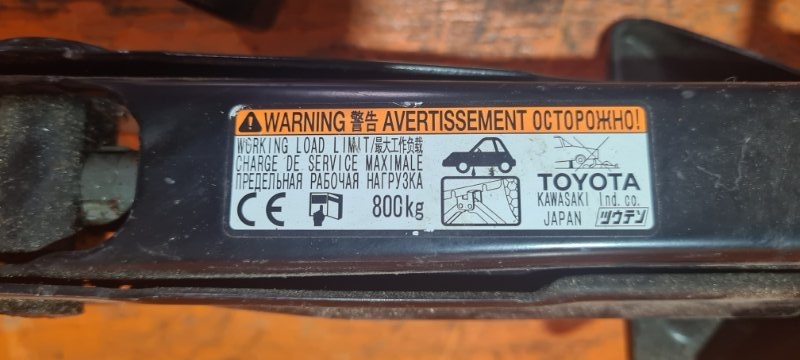 WARNING 警告 AVERTISSEMENT ОСТОРОЖНО!
WORKING LOAD LIMIT/最大工作负载
CHARGE DE SERVICE MAXIMALE
ПРЕДЕЛЬНАЯ РАБОЧАЯ НАГРУЗКА
CE 800kg
TOYOTA
KAWASAKI Ind. co.
JAPAN ツウテン